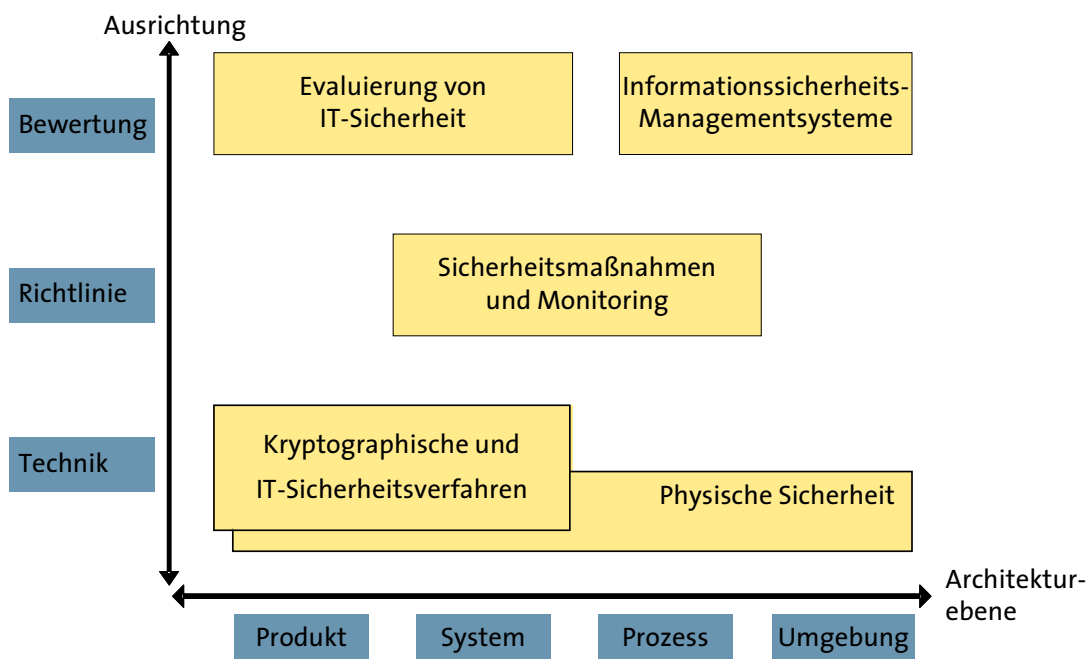 Ausrichtung
Evaluierung von
IT-Sicherheit
Informationssicherheits-
Managementsysteme
Bewertung
Sicherheitsmaßnahmen
und Monitoring
Richtlinie
Kryptographische und
IT-Sicherheitsverfahren
Technik
Physische Sicherheit
Architektur-
ebene
Produkt
System
Prozess
Umgebung